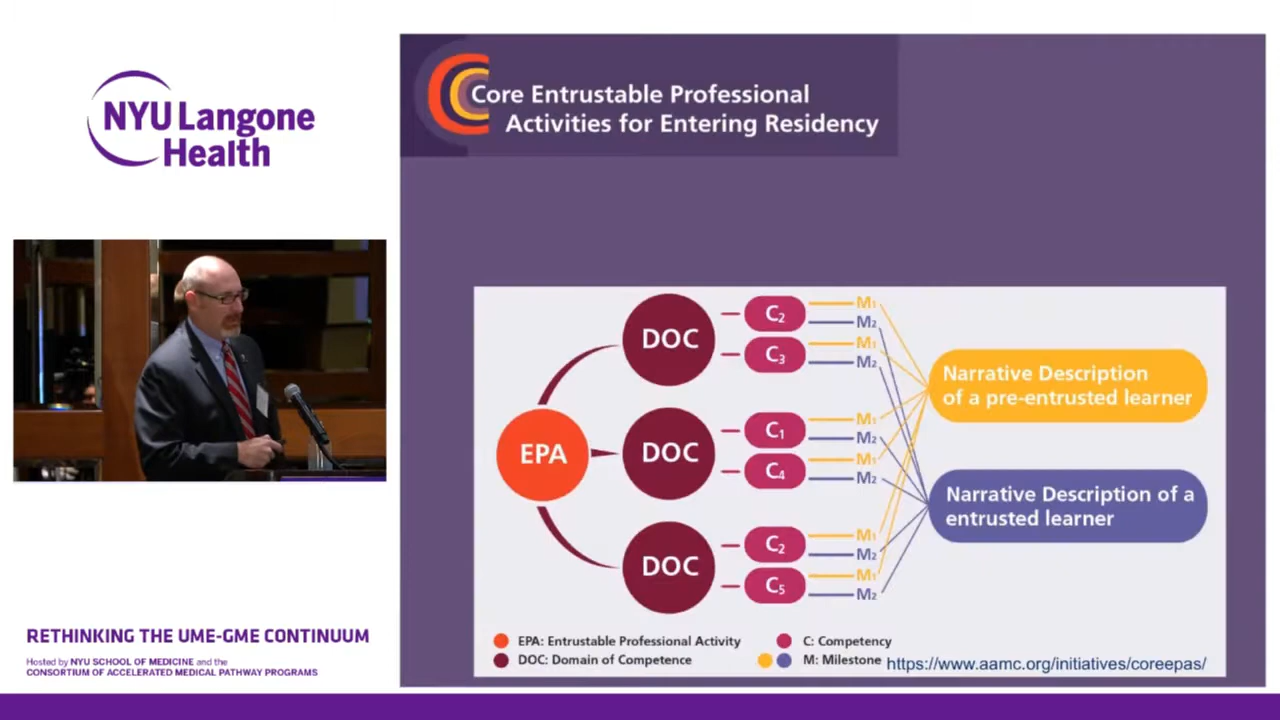 NYU Langone
Health
Core Entrustable Professional
Activities for Entering Residency
EPA
DOC
C2
M1
M2
C3
M1
M2
DOC
C1
M1
M2
C4
M1
M2
DOC
C2
M1
M2
C5
M1
M2
Narrative Description
of a pre-entrusted learner
Narrative Description of a
entrusted learner
EPA: Entrustable Professional Activity
DOC: Domain of Competence
C: Competency
M: Milestone
https://www.aamc.org/initiatives/coreepas/
RETHINKING THE UME-GME CONTINUUM
Hosted by NYU SCHOOL OF MEDICINE and the
CONSORTIUM OF ACCELERATED MEDICAL PATHWAY PROGRAMS